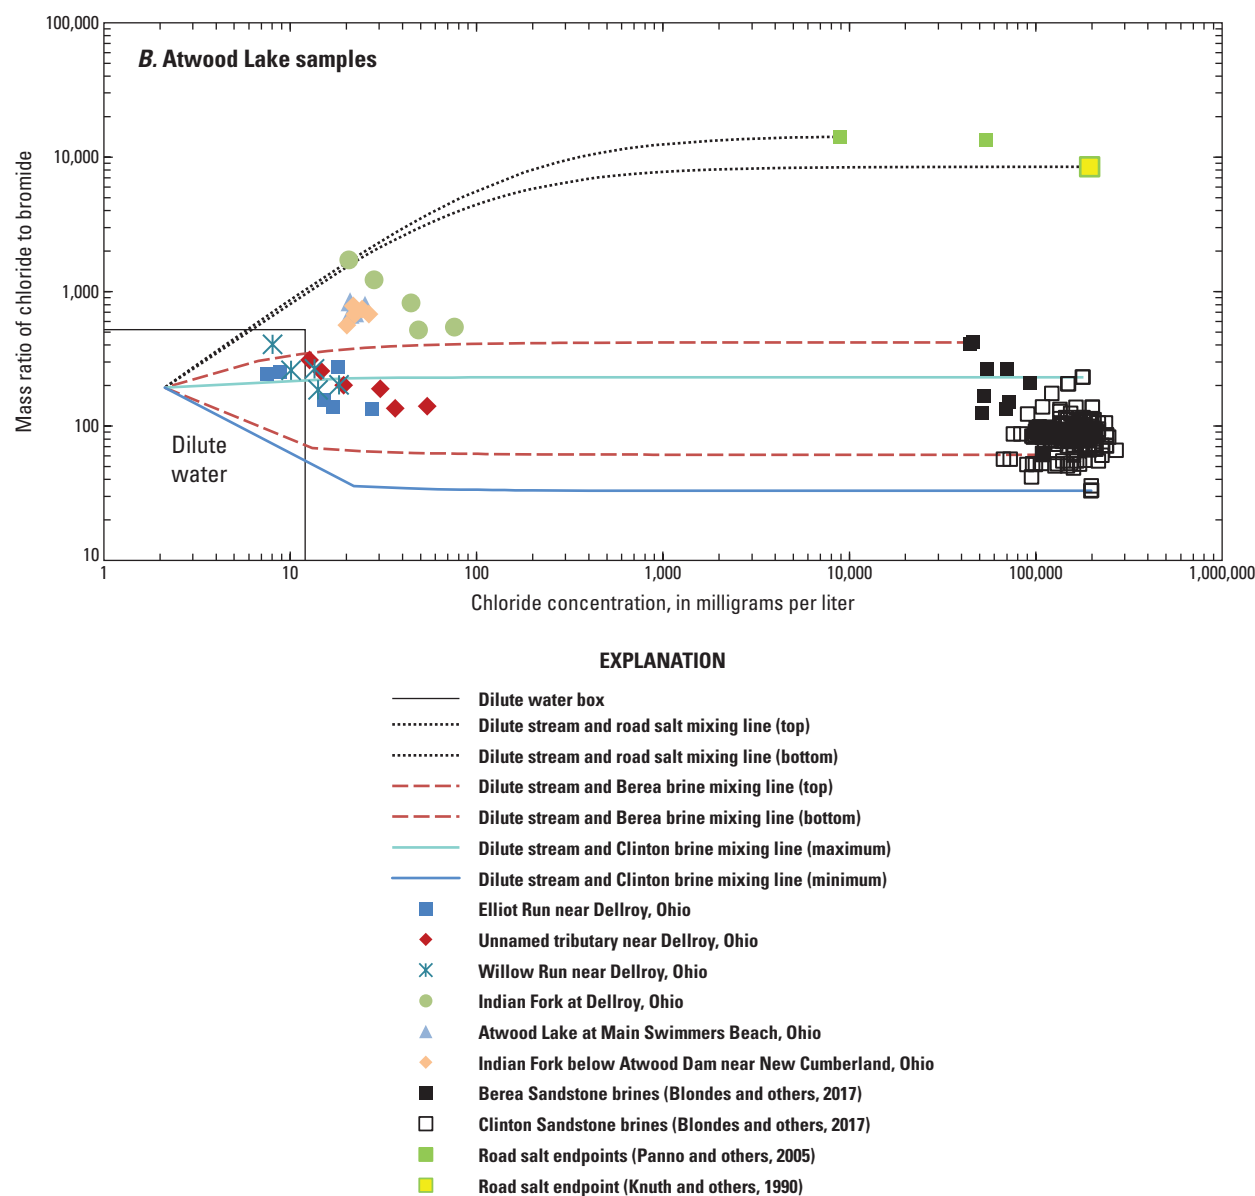 100,000
B. Atwood Lake samples
10,000
1,000
100
10
Mass ratio of chloride to bromide
Dilute
water
1 10 100 1,000 10,000 100,000 1,000,000
Chloride concentration, in milligrams per liter
EXPLANATION
Dilute water box
Dilute stream and road salt mixing line (top)
Dilute stream and road salt mixing line (bottom)
Dilute stream and Berea brine mixing line (top)
Dilute stream and Berea brine mixing line (bottom)
Dilute stream and Clinton brine mixing line (maximum)
Dilute stream and Clinton brine mixing line (minimum)
Elliot Run near Dellroy, Ohio
Unnamed tributary near Dellroy, Ohio
Willow Run near Dellroy, Ohio
Indian Fork at Dellroy, Ohio
Atwood Lake at Main Swimmers Beach, Ohio
Indian Fork below Atwood Dam near New Cumberland, Ohio
Berea Sandstone brines (Blondes and others, 2017)
Clinton Sandstone brines (Blondes and others, 2017)
Road salt endpoints (Panno and others, 2005)
Road salt endpoint (Knuth and others, 1990)